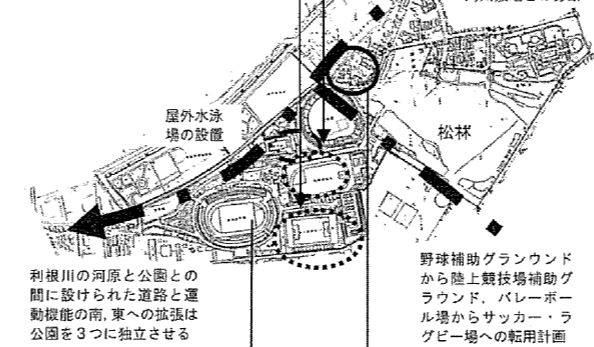 屋外水泳
場の設置
松林
利根川の河原と公園との
間に設けられた道路と運
動機能の南,東への拡張は
公園を3つに独立させる
野球補助グランウンド
から陸上競技場補助グ
ラウンド，バレーボー
ル場からサッカー・ラ
グビー場への転用計画